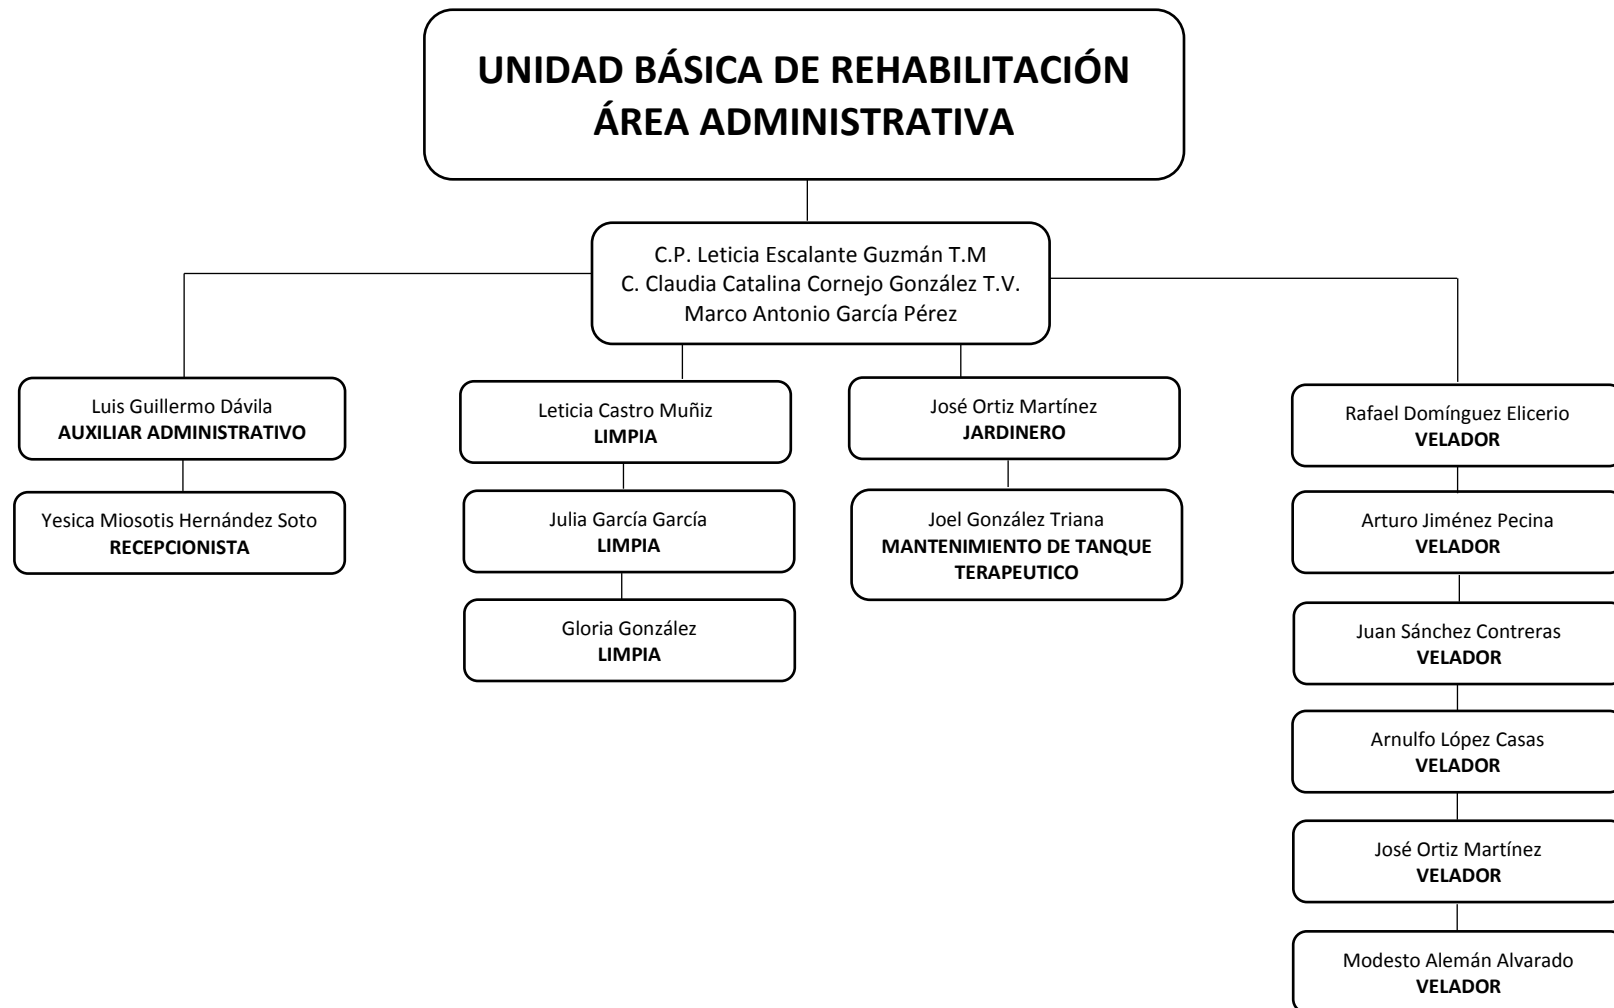 UNIDAD BÁSICA DE REHABILITACIÓN
ÁREA ADMINISTRATIVA
C.P. Leticia Escalante Guzmán T.M
C. Claudia Catalina Cornejo González T.V.
Marco Antonio García Pérez
Luis Guillermo Dávila
AUXILIAR ADMINISTRATIVO
Yesica Miosotis Hernández Soto
RECEPCIONISTA
Leticia Castro Muñiz
LIMPIA
Julia García García
LIMPIA
Gloria González
LIMPIA
José Ortiz Martínez
JARDINERO
Joel González Triana
MANTENIMIENTO DE TANQUE
TERAPEUTICO
Rafael Domínguez Elicerio
VELADOR
Arturo Jiménez Pecina
VELADOR
Juan Sánchez Contreras
VELADOR
Arnulfo López Casas
VELADOR
José Ortiz Martínez
VELADOR
Modesto Alemán Alvarado
VELADOR